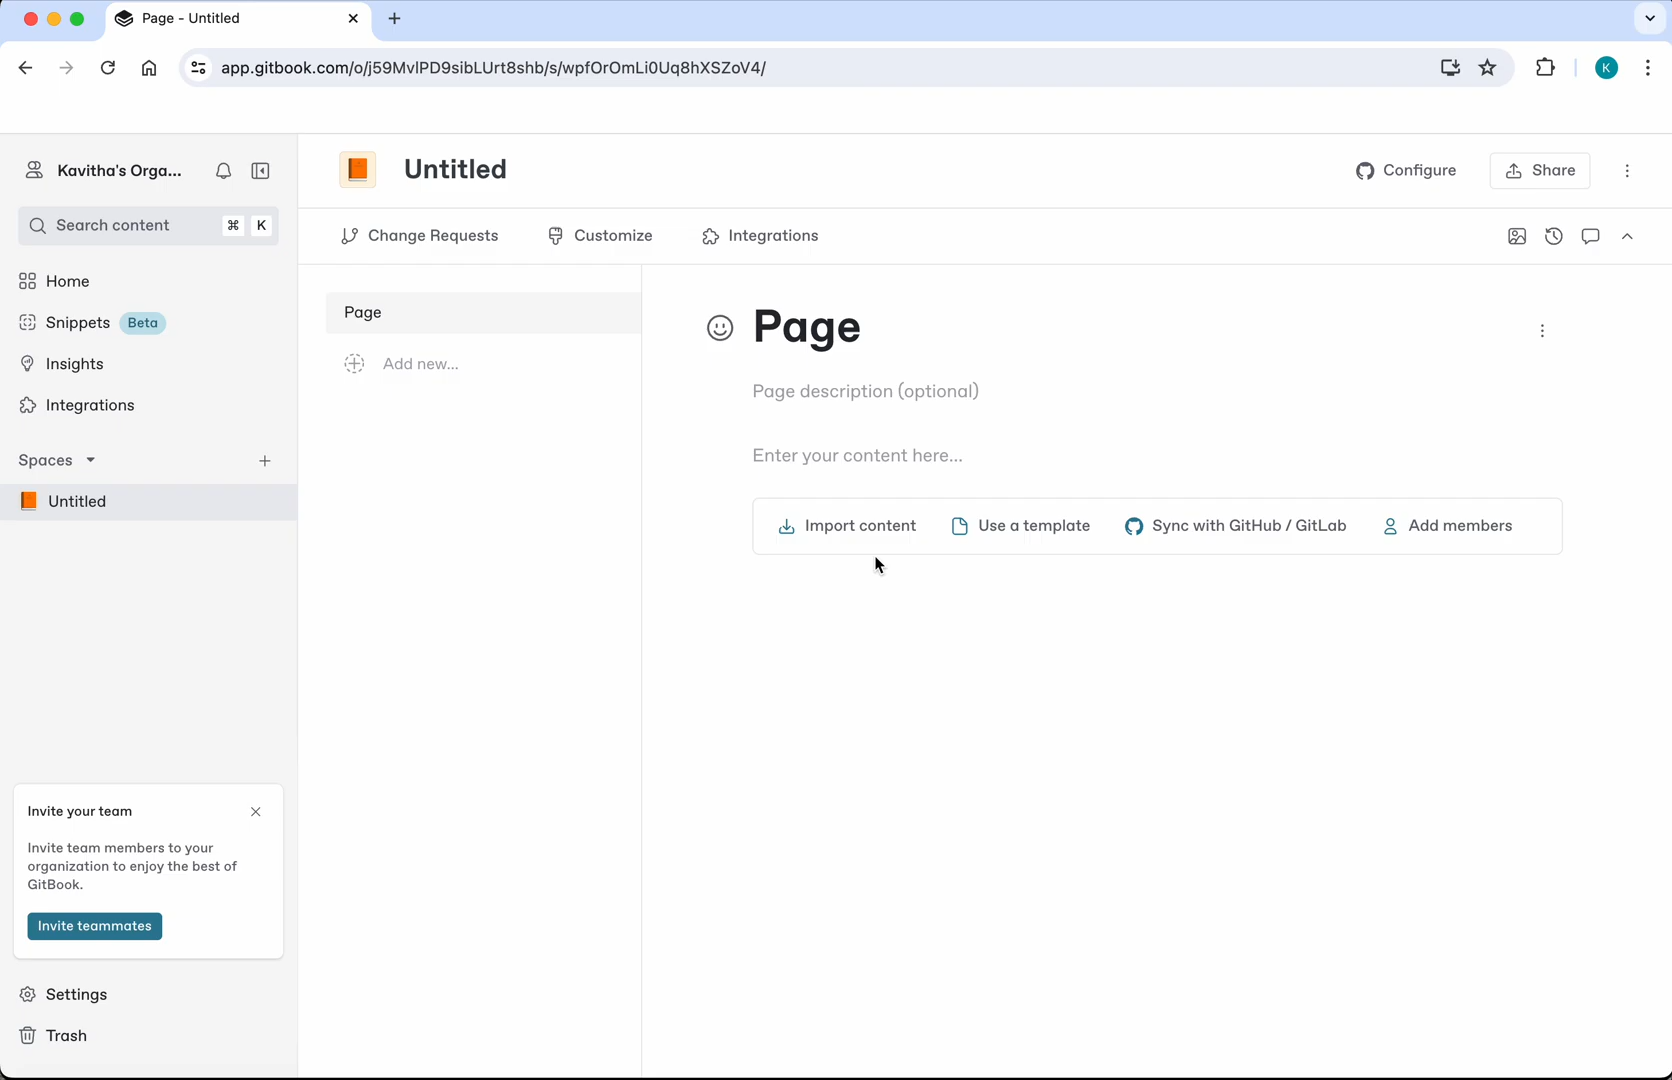 Page - Untitled
app.gitbook.com/o/j59MvlPD9sibLUrt8shb/s/wpfOrOmLi0Uq8hXSZoV4/
K
Kavitha's Orga...
Search content ⌘ K
Home
Snippets Beta
Insights
Integrations
Spaces
Untitled
Invite your team
Invite team members to your
organization to enjoy the best of
GitBook.
Invite teammates
Settings
Trash
Untitled
Configure
Share
Change Requests
Customize
Integrations
Page
Add new...
Page
Page description (optional)
Enter your content here...
Import content
Use a template
Sync with GitHub / GitLab
Add members